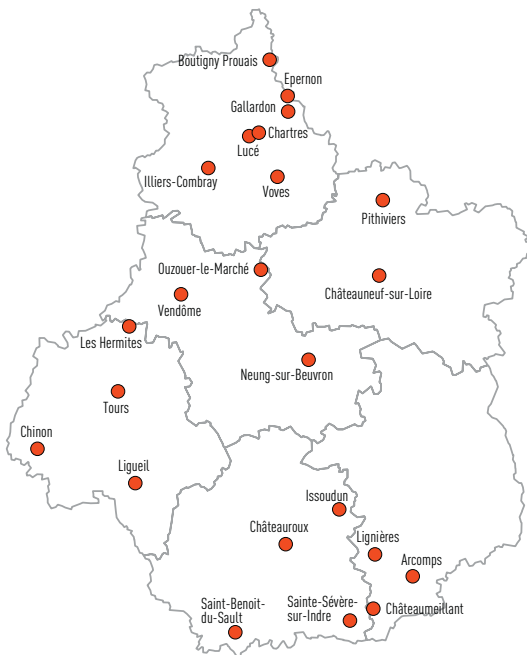 Boutigny Prouais
Epernon
Gallardon
Chartres
Lucé
Illiers-Combray
Voves
Pithiviers
Ouzouer-le-Marché
Châteauneuf-sur-Loire
Vendôme
Les Hermites
Neung-sur-Beuvron
Tours
Chinon
Ligueil
Issoudun
Châteauroux
Lignières
Arcomps
Saint-Benoit-
du-Sault
Sainte-Sévère-
sur-Indre
Châteaumeillant